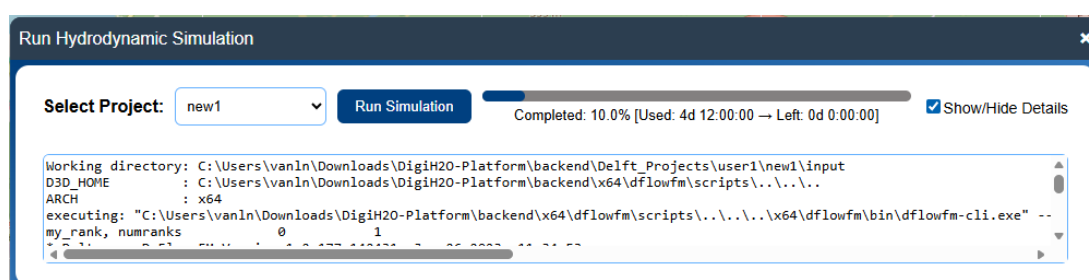 Run Hydrodynamic Simulation
Select Project: new1 Run Simulation Completed: 10.0% [Used: 4d 12:00:00 → Left: 0d 0:00:00] Show/Hide Details
Working directory: C:\Users\vanln\Downloads\DigiH2O-Platform\backend\Delft_Projects\user1\new1\input
D3D_HOME : C:\Users\vanln\Downloads\DigiH2O-Platform\backend\x64\dflowfm\scripts\..\..\..
ARCH : x64
executing: "C:\Users\vanln\Downloads\DigiH2O-Platform\backend\x64\dflowfm\scripts\..\..\..\x64\dflowfm\bin\dflowfm-cli.exe" --
my_rank, numranks 0 1